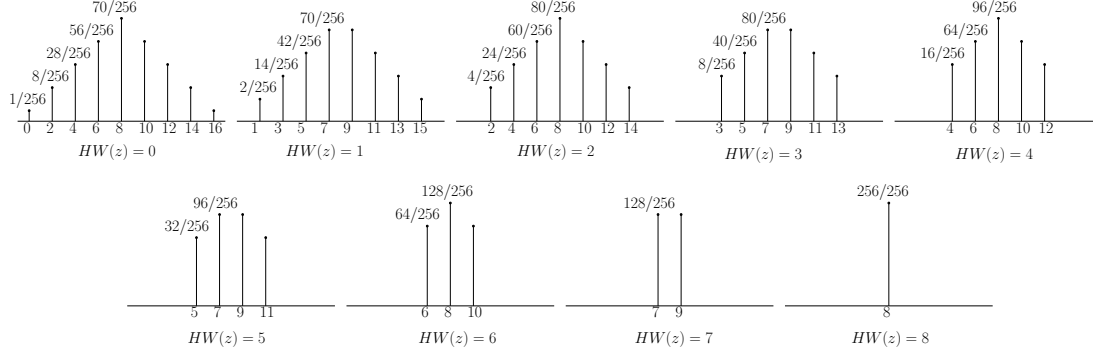 1/256 8/256 28/256 56/256 70/256
0 2 4 6 8 10 12 14 16
HW(z) = 0
2/256 14/256 42/256 70/256
1 3 5 7 9 11 13 15
HW(z) = 1
4/256 24/256 60/256 80/256
2 4 6 8 10 12 14
HW(z) = 2
8/256 40/256 80/256
3 5 7 9 11 13
HW(z) = 3
16/256 64/256 96/256
4 6 8 10 12
HW(z) = 4
32/256 96/256
5 7 9 11
HW(z) = 5
64/256 128/256
6 8 10
HW(z) = 6
128/256
7 9
HW(z) = 7
256/256
8
HW(z) = 8